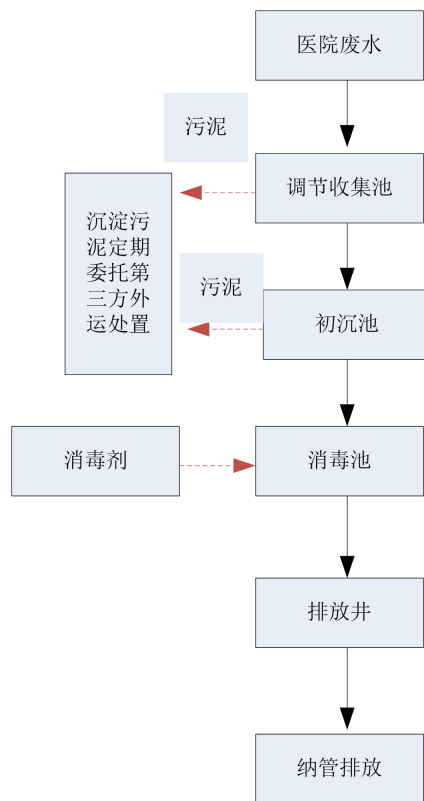 医院废水
污泥
调节收集池
沉淀污
泥定期
委托第
三方外
运处置
污泥
初沉池
消毒剂
消毒池
排放井
纳管排放